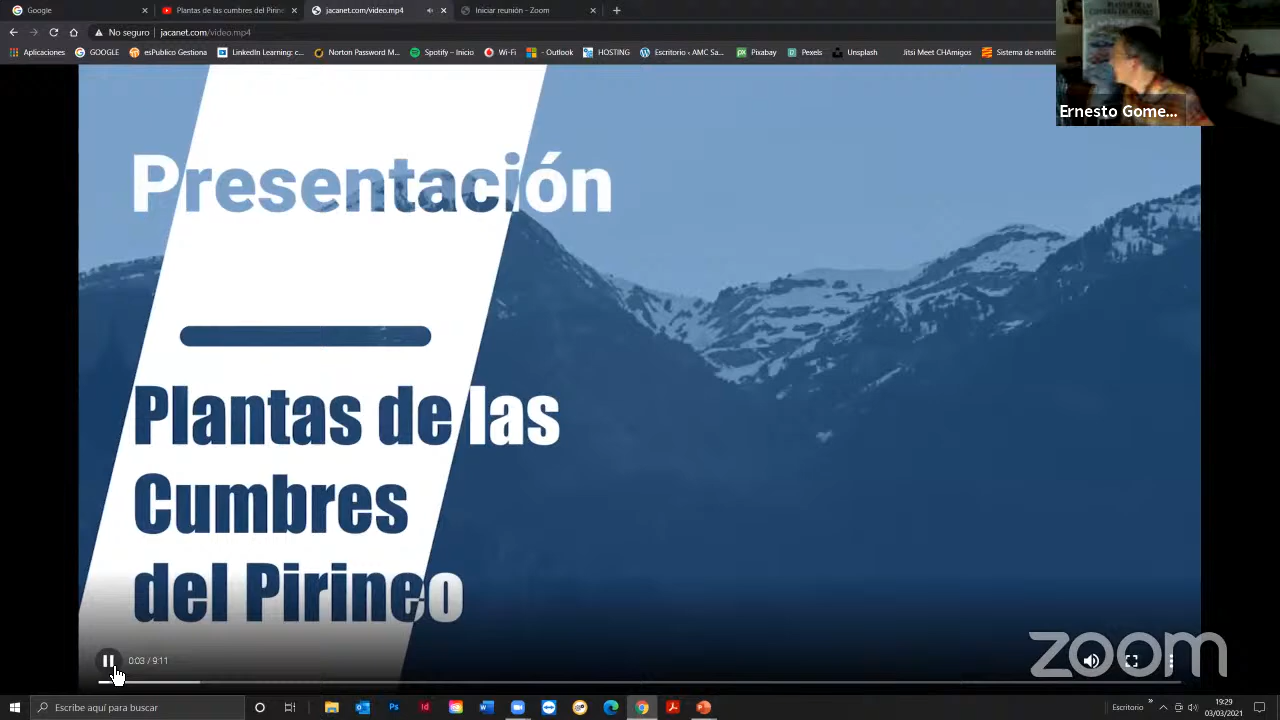 Google
Plantas de las cumbres del Pirine
jacanet.com/video.mp4
Iniciar reunión - Zoom
No seguro
jacanet.com/video.mp4
Aplicaciones
GOOGLE
esPublico Gestiona
LinkedIn Learning: c...
Norton Password M...
Spotify – Inicio
Wi-Fi
- Outlook
HOSTING
Escritorio ‹ AMC Sa...
Pixabay
Pexels
Unsplash
Jitsi Meet CHAmigos
Sistema de notific
Ernesto Gome...
Presentación
Plantas de las
Cumbres
del Pirineo
0:03 / 9:11
zoom
Escribe aquí para buscar
Escritorio
19:29
03/03/2021